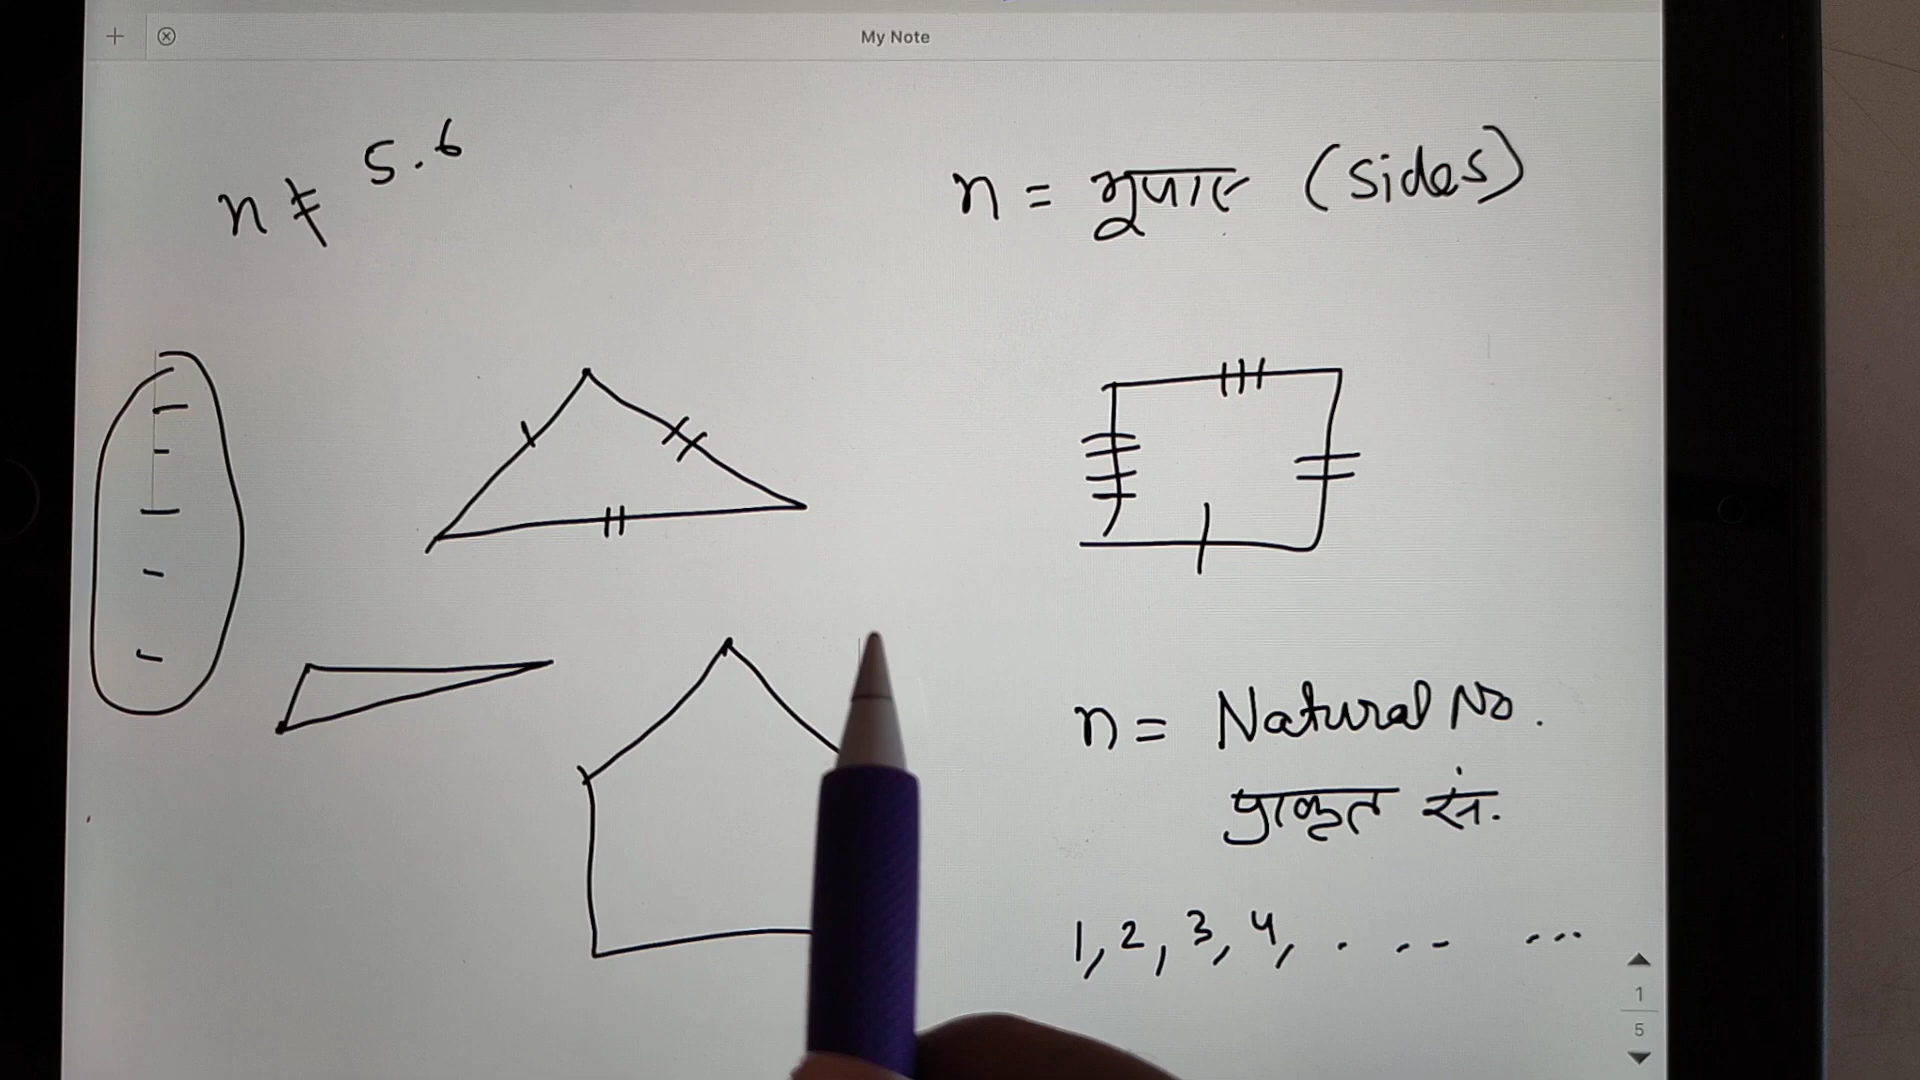 My Note
n ≠ 5.6
n = भूजाए (sides)
n = Natural No.
प्राकृत सं.
1, 2, 3, 4, . . . . . .
1
5